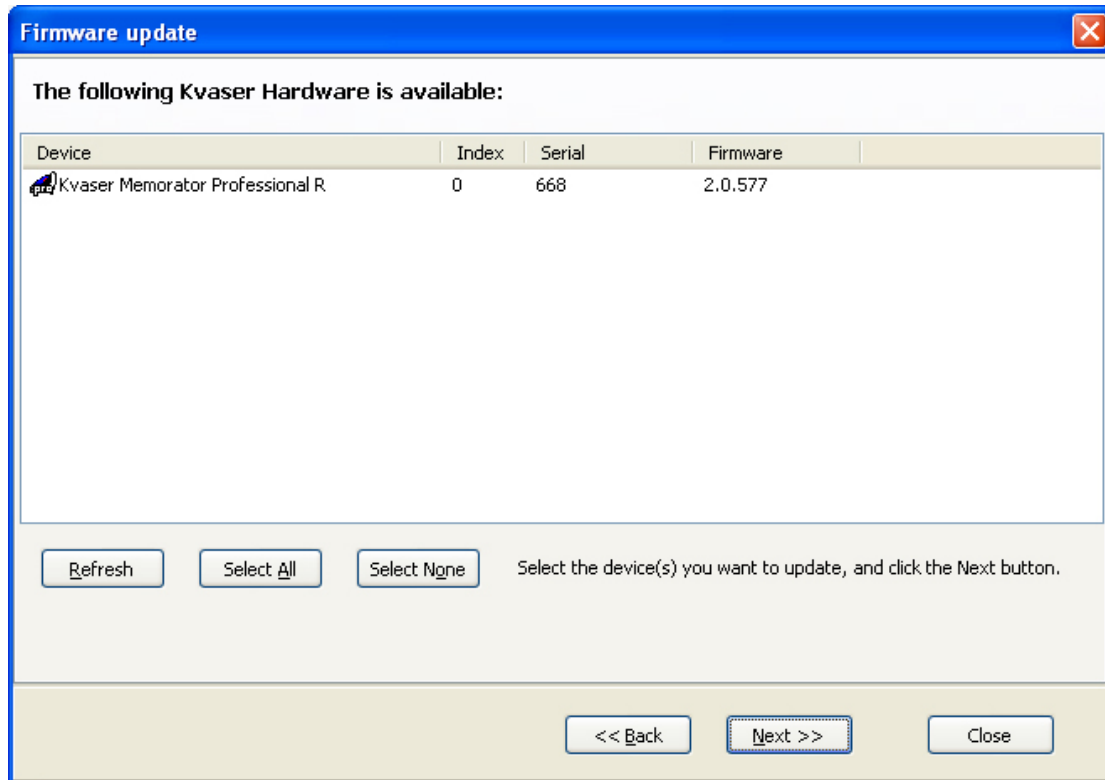 Firmware update
The following Kvaser Hardware is available:
Device Index Serial Firmware
Kvaser Memorator Professional R 0 668 2.0.577
Refresh Select All Select None Select the device(s) you want to update, and click the Next button.
<< Back Next >> Close